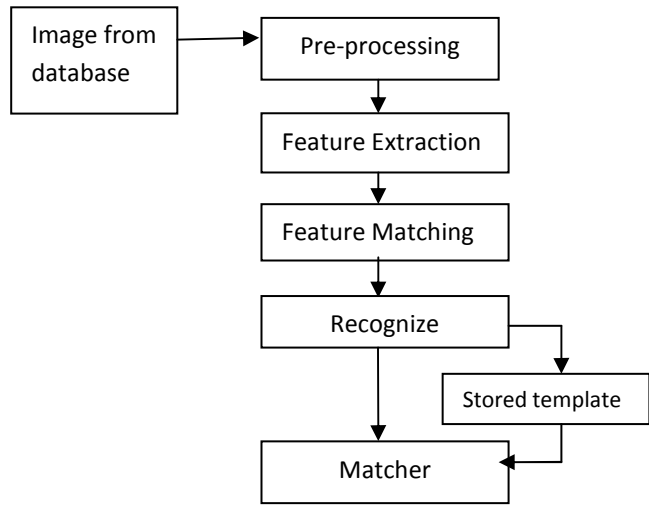 Image from
database
Pre-processing
Feature Extraction
Feature Matching
Recognize
Stored template
Matcher